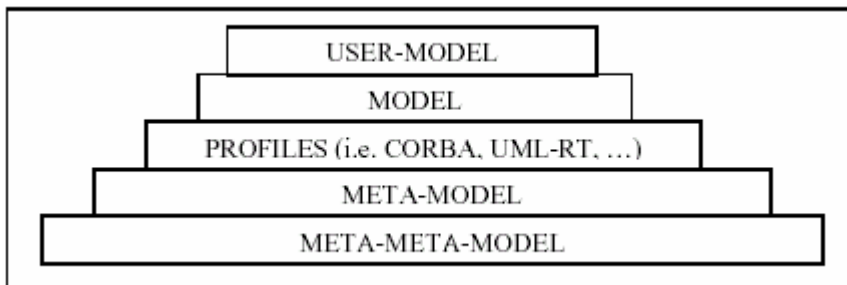 USER-MODEL
MODEL
PROFILES (i.e. CORBA, UML-RT, …)
META-MODEL
META-META-MODEL